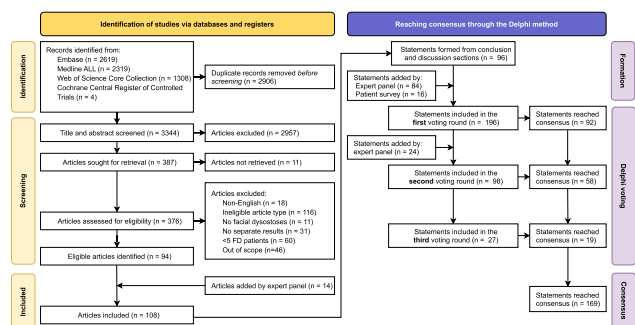 Identification of studies via databases and registers
Identification
Records identified from:
Embase (n = 2619)
Medline ALL (n = 2319)
Web of Science Core Collection (n = 1308)
Cochrane Central Register of Controlled
Trials (n = 4)
Duplicate records removed before
screening (n = 2906)
Screening
Title and abstract screened (n = 3344)
Articles excluded (n = 2957)
Articles sought for retrieval (n = 387)
Articles not retrieved (n = 11)
Articles assessed for eligibility (n = 376)
Articles excluded:
Non-English (n = 18)
Ineligible article type (n = 116)
No facial dysostoses (n = 11)
No separate results (n = 31)
<5 FD patients (n = 60)
Out of scope (n=46)
Eligible articles identified (n = 94)
Articles added by expert panel (n = 14)
Included
Articles included (n = 108)
Reaching consensus through the Delphi method
Formation
Statements formed from conclusion
and discussion sections (n = 96)
Statements added by:
Expert panel (n = 84)
Patient survey (n = 16)
Delphi voting
Statements included in the
first voting round (n = 196)
Statements reached
consensus (n = 92)
Statements added by:
expert panel (n = 24)
Statements included in the
second voting round (n = 98)
Statements reached
consensus (n = 58)
Statements included in the
third voting round (n = 27)
Statements reached
consensus (n = 19)
Consensus
Statements reached
consensus (n = 169)